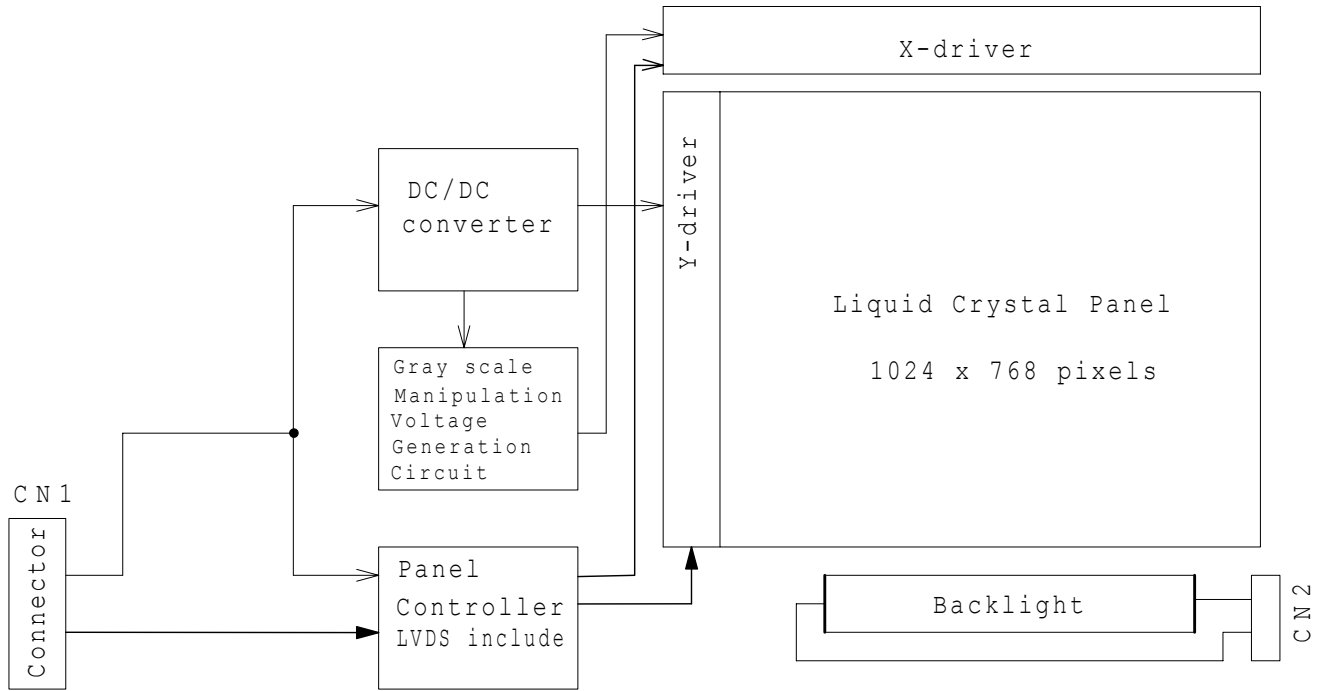 X-driver
Y-driver
DC/DC
converter
Liquid Crystal Panel
1024 x 768 pixels
Gray scale
Manipulation
Voltage
Generation
Circuit
CN1
Connector
Panel
Controller
LVDS include
Backlight
CN2